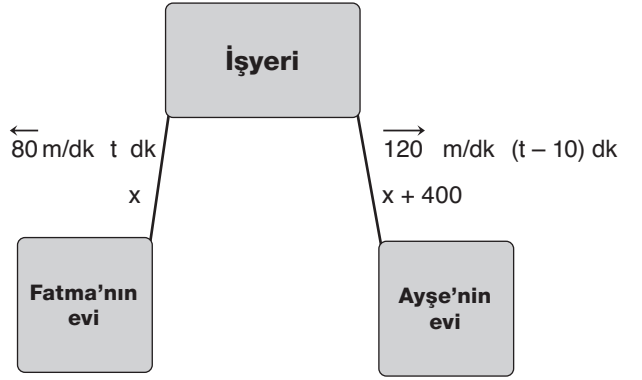 İşyeri
80 m/dk t dk
120 m/dk (t – 10) dk
x
x + 400
Fatma'nın
evi
Ayşe'nin
evi